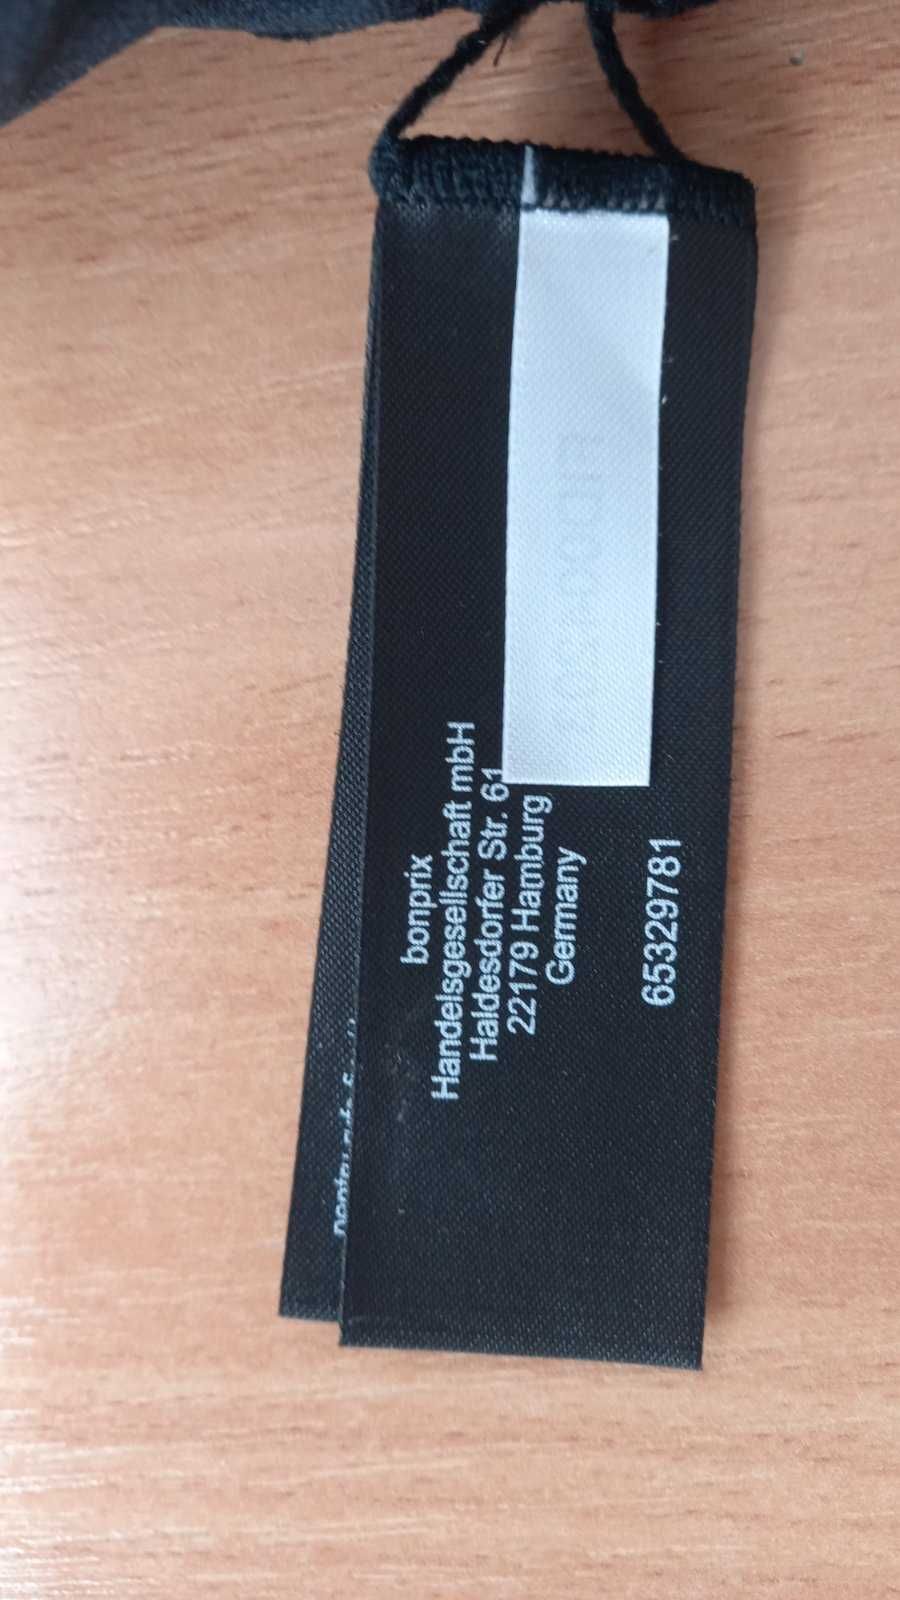 bonprix
Handelsgesellschaft mbH
Haldesdorfer Str. 61
22179 Hamburg
Germany
65329781